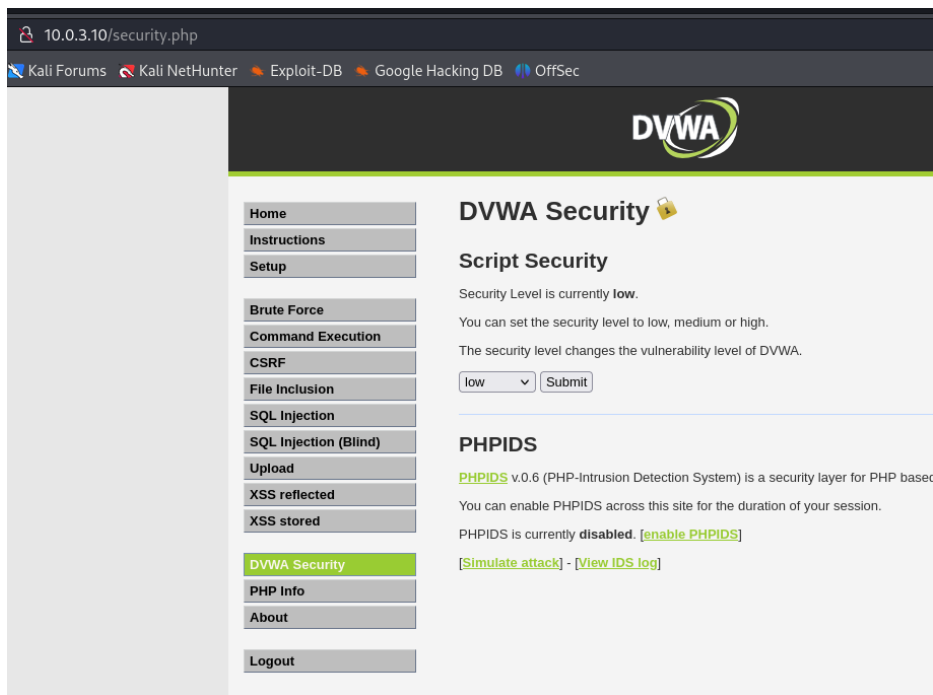 10.0.3.10/security.php
Kali Forums Kali NetHunter Exploit-DB Google Hacking DB OffSec
DVWA
Home
Instructions
Setup
Brute Force
Command Execution
CSRF
File Inclusion
SQL Injection
SQL Injection (Blind)
Upload
XSS reflected
XSS stored
DVWA Security
PHP Info
About
Logout
DVWA Security
Script Security
Security Level is currently low.
You can set the security level to low, medium or high.
The security level changes the vulnerability level of DVWA.
low Submit
PHPIDS
PHPIDS v.0.6 (PHP-Intrusion Detection System) is a security layer for PHP based
You can enable PHPIDS across this site for the duration of your session.
PHPIDS is currently disabled. [enable PHPIDS]
[Simulate attack] - [View IDS log]